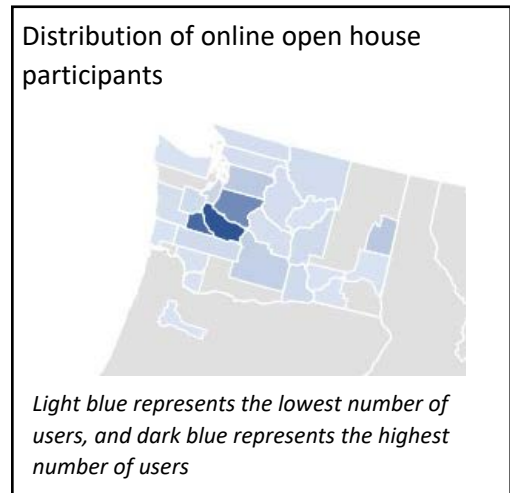 Distribution of online open house
participants
Light blue represents the lowest number of
users, and dark blue represents the highest
number of users